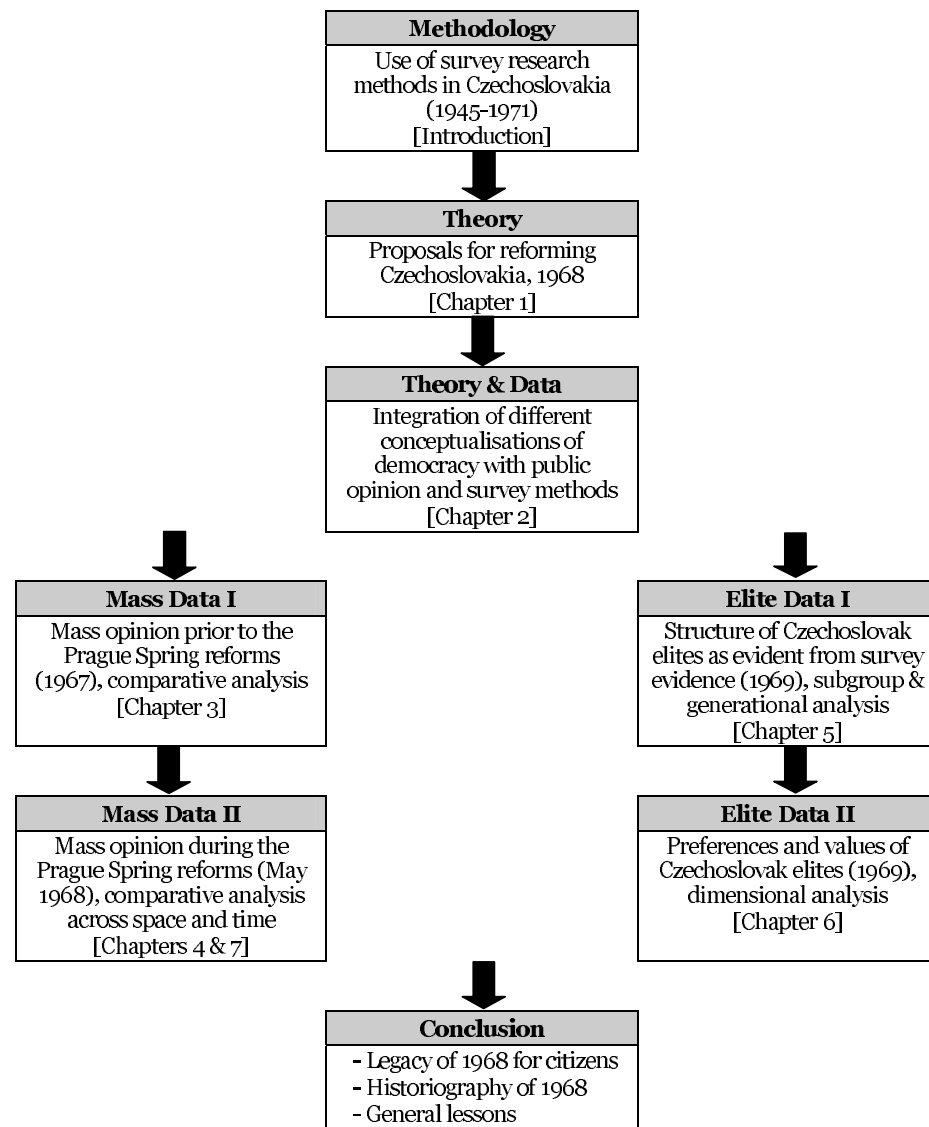 Methodology
Use of survey research
methods in Czechoslovakia
(1945-1971)
[Introduction]
Theory
Proposals for reforming
Czechoslovakia, 1968
[Chapter 1]
Theory & Data
Integration of different
conceptualisations of
democracy with public
opinion and survey methods
[Chapter 2]
Mass Data I
Mass opinion prior to the
Prague Spring reforms
(1967), comparative analysis
[Chapter 3]
Elite Data I
Structure of Czechoslovak
elites as evident from survey
evidence (1969), subgroup &
generational analysis
[Chapter 5]
Mass Data II
Mass opinion during the
Prague Spring reforms (May
1968), comparative analysis
across space and time
[Chapters 4 & 7]
Elite Data II
Preferences and values of
Czechoslovak elites (1969),
dimensional analysis
[Chapter 6]
Conclusion
- Legacy of 1968 for citizens
- Historiography of 1968
- General lessons